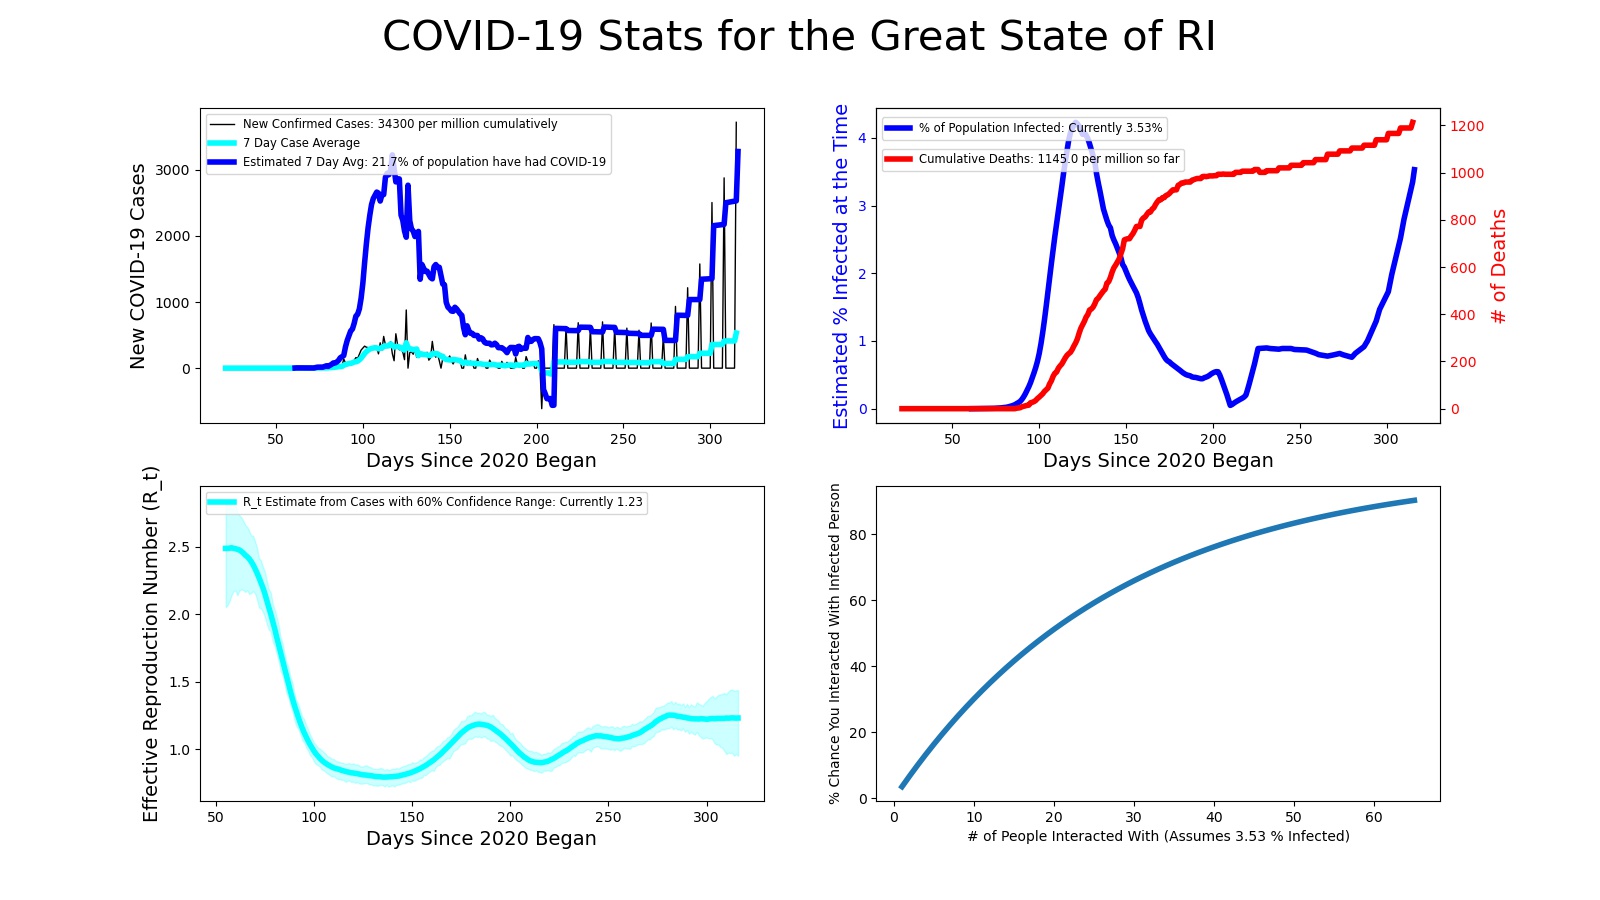 COVID-19 Stats for the Great State of RI
New COVID-19 Cases
3000
2000
1000
0
New Confirmed Cases: 34300 per million cumulatively
7 Day Case Average
Estimated 7 Day Avg: 21.7% of population have had COVID-19
50 100 150 200 250 300
Days Since 2020 Began
Estimated % Infected at the Time
4
3
2
1
0
% of Population Infected: Currently 3.53%
Cumulative Deaths: 1145.0 per million so far
1200
1000
800
600
400
200
0
# of Deaths
50 100 150 200 250 300
Days Since 2020 Began
Effective Reproduction Number (R_t)
2.5
2.0
1.5
1.0
R_t Estimate from Cases with 60% Confidence Range: Currently 1.23
50 100 150 200 250 300
Days Since 2020 Began
% Chance You Interacted With Infected Person
80
60
40
20
0
0 10 20 30 40 50 60
# of People Interacted With (Assumes 3.53 % Infected)